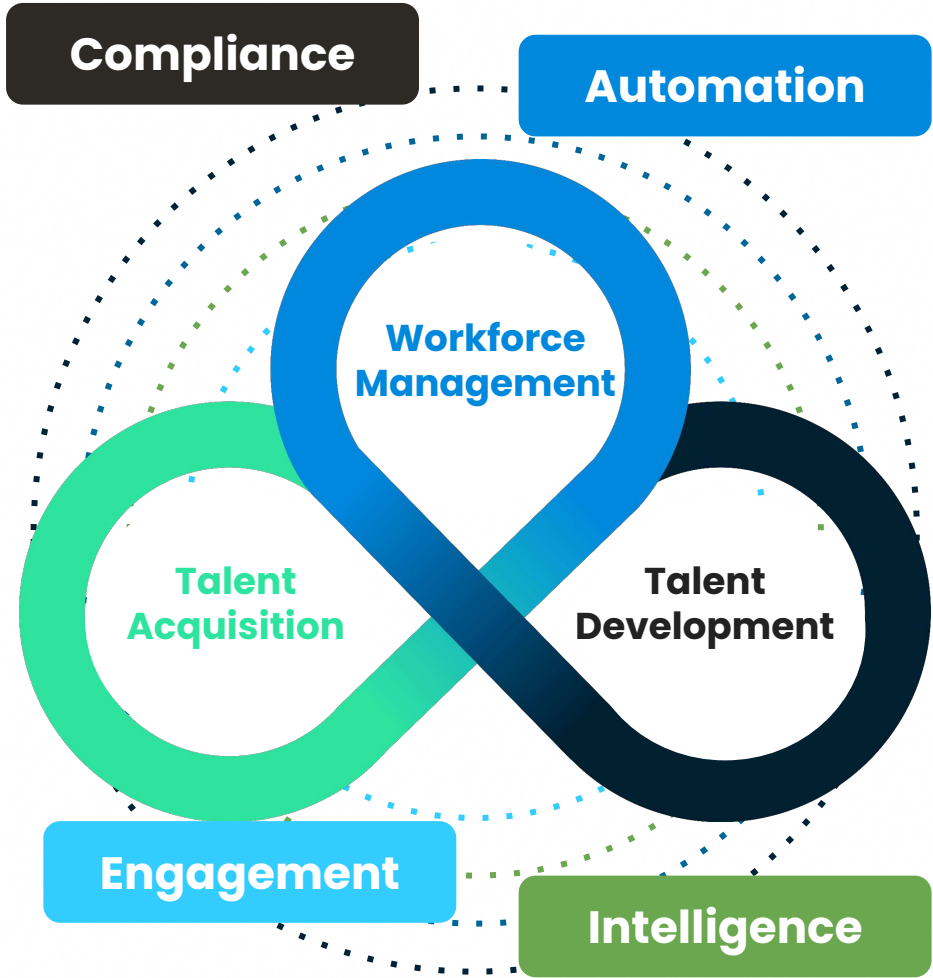 Compliance
Automation
Workforce
Management
Talent
Acquisition
Talent
Development
Engagement
Intelligence